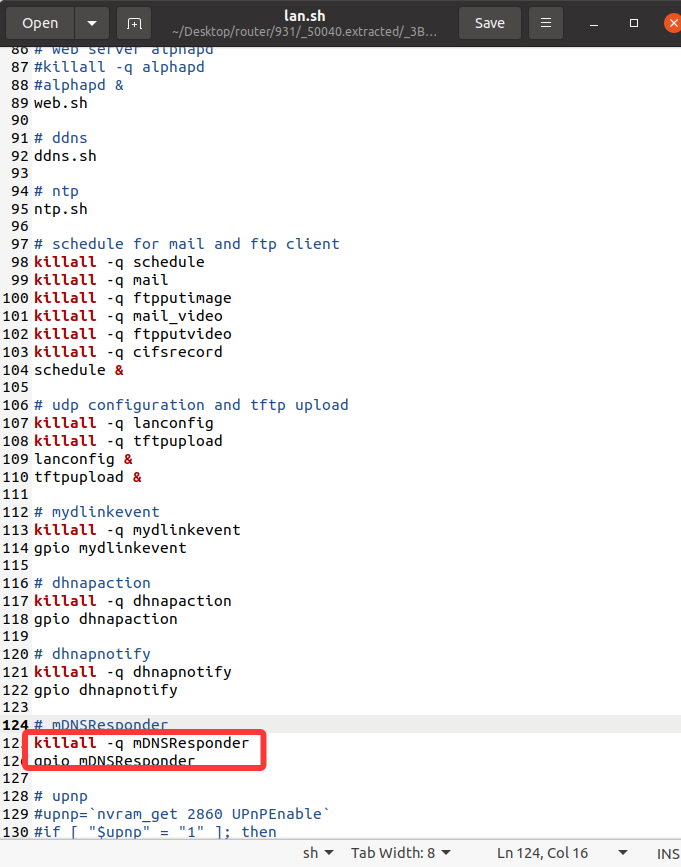 Open
lan.sh
~/Desktop/router/931/_50040.extracted/_3B...
Save
86 # web server alphapd
87 #killall -q alphapd
88 #alphapd &
89 web.sh
90
91 # ddns
92 ddns.sh
93
94 # ntp
95 ntp.sh
96
97 # schedule for mail and ftp client
98 killall -q schedule
99 killall -q mail
100 killall -q ftpputimage
101 killall -q mail_video
102 killall -q ftpputvideo
103 killall -q cifsrecord
104 schedule &
105
106 # udp configuration and tftp upload
107 killall -q lanconfig
108 killall -q tftpupload
109 lanconfig &
110 tftpupload &
111
112 # mydlinkevent
113 killall -q mydlinkevent
114 gpio mydlinkevent
115
116 # dhnapaction
117 killall -q dhnapaction
118 gpio dhnapaction
119
120 # dhnapnotify
121 killall -q dhnapnotify
122 gpio dhnapnotify
123
124 # mDNSResponder
125 killall -q mDNSResponder
126 gpio mDNSResponder
127
128 # upnp
129 #upnp=`nvram_get 2860 UPnPEnable`
130 #if [ "$upnp" = "1" ]; then
sh Tab Width: 8 Ln 124, Col 16 INS